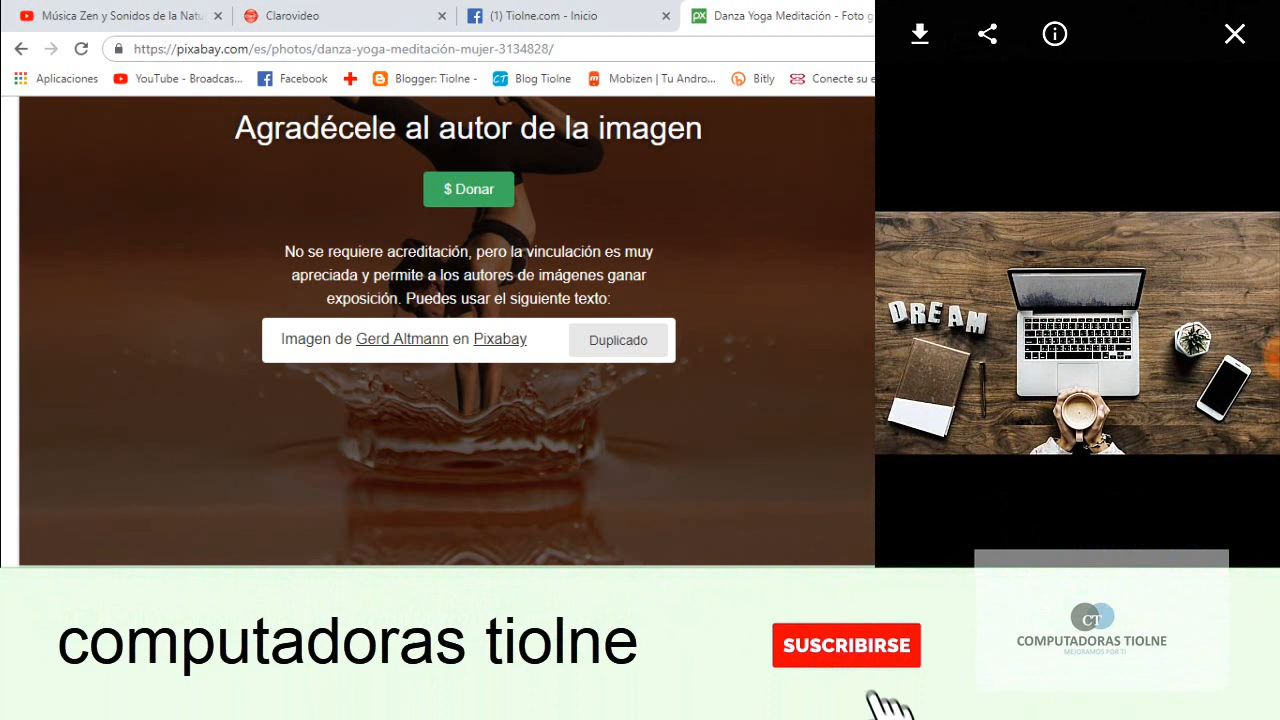 Música Zen y Sonidos de la Natu
Clarovideo
(1) Tiolne.com - Inicio
Danza Yoga Meditación - Foto g
https://pixabay.com/es/photos/danza-yoga-meditación-mujer-3134828/
Aplicaciones
YouTube - Broadcas...
Facebook
Blogger: Tiolne -
Blog Tiolne
Mobizen | Tu Andro...
Bitly
Conecte su e
Agradécele al autor de la imagen
$ Donar
No se requiere acreditación, pero la vinculación es muy
apreciada y permite a los autores de imágenes ganar
exposición. Puedes usar el siguiente texto:
Imagen de Gerd Altmann en Pixabay
Duplicado
DREAM
computadoras tiolne
SUSCRIBIRSE
CT
COMPUTADORAS TIOLNE
MEJORAMOS POR TI